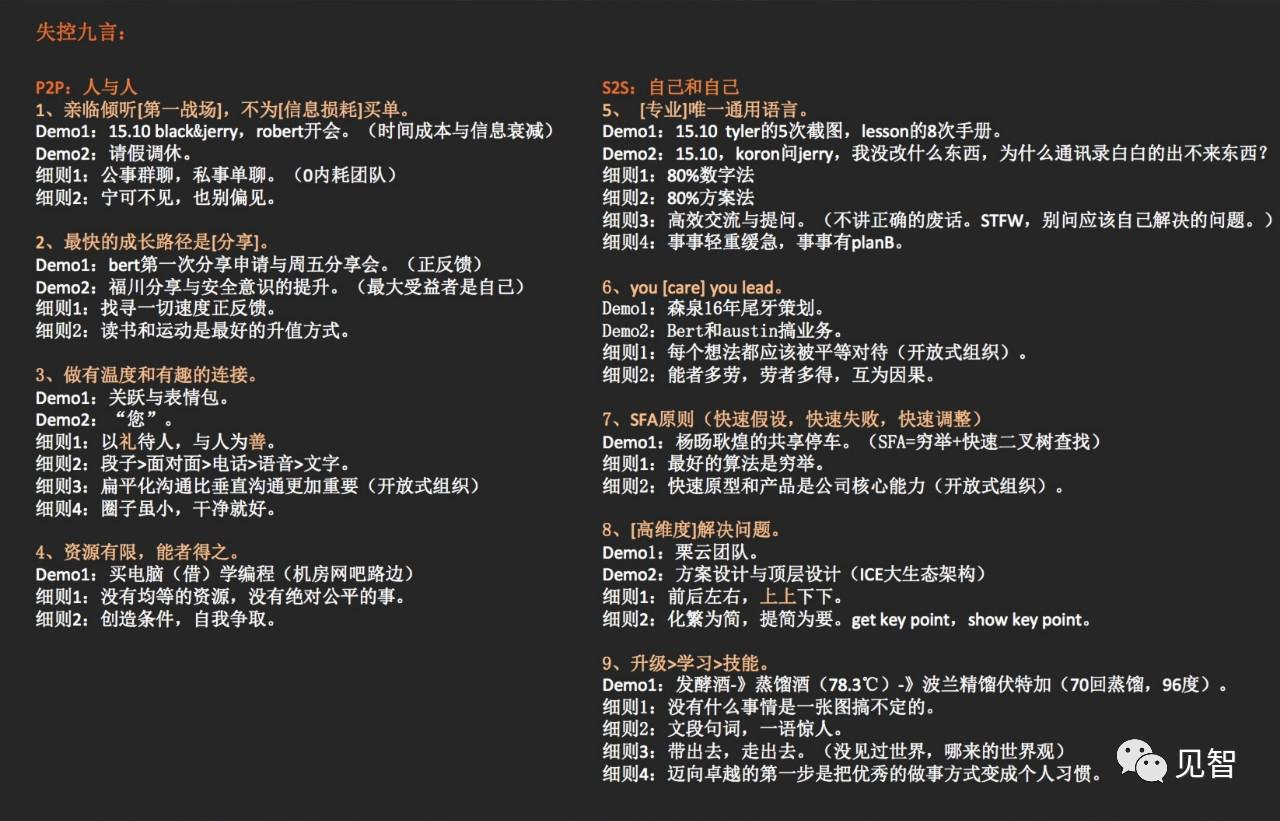 失控九言：
P2P：人与人
1、亲临倾听[第一战场]，不为[信息损耗]买单。
Demo1：15.10 black&jerry，robert开会。（时间成本与信息衰减）
Demo2：请假调休。
细则1：公事群聊，私事单聊。（0内耗团队）
细则2：宁可不见，也别偏见。
2、最快的成长路径是[分享]。
Demo1：bert第一次分享申请与周五分享会。（正反馈）
Demo2：福川分享与安全意识的提升。（最大受益者是自己）
细则1：找寻一切速度正反馈。
细则2：读书和运动是最好的升值方式。
3、做有温度和有趣的连接。
Demo1：关跃与表情包。
Demo2：“您”。
细则1：以礼待人，与人为善。
细则2：段子>面对面>电话>语音>文字。
细则3：扁平化沟通比垂直沟通更加重要（开放式组织）
细则4：圈子虽小，干净就好。
4、资源有限，能者得之。
Demo1：买电脑（借）学编程（机房网吧路边）
细则1：没有均等的资源，没有绝对公平的事。
细则2：创造条件，自我争取。
S2S：自己和自己
5、 [专业]唯一通用语言。
Demo1：15.10 tyler的5次截图，lesson的8次手册。
Demo2：15.10，koron问jerry，我没改什么东西，为什么通讯录白白的出不来东西？
细则1：80%数字法
细则2：80%方案法
细则3：高效交流与提问。（不讲正确的废话。STFW，别问应该自己解决的问题。）
细则4：事事轻重缓急，事事有planB。
6、you [care] you lead。
Demo1：森泉16年尾牙策划。
Demo2：Bert和austin搞业务。
细则1：每个想法都应该被平等对待（开放式组织）。
细则2：能者多劳，劳者多得，互为因果。
7、SFA原则（快速假设，快速失败，快速调整）
Demo1：杨旸耿煌的共享停车。（SFA=穷举+快速二叉树查找）
细则1：最好的算法是穷举。
细则2：快速原型和产品是公司核心能力（开放式组织）。
8、[高维度]解决问题。
Demo1：栗云团队。
Demo2：方案设计与顶层设计（ICE大生态架构）
细则1：前后左右，上上下下。
细则2：化繁为简，提简为要。get key point，show key point。
9、升级>学习>技能。
Demo1：发酵酒-》蒸馏酒（78.3℃）-》波兰精馏伏特加（70回蒸馏，96度）。
细则1：没有什么事情是一张图搞不定的。
细则2：文段句词，一语惊人。
细则3：带出去，走出去。（没见过世界，哪来的世界观）
细则4：迈向卓越的第一步是把优秀的做事方式变成个人习惯。
见智